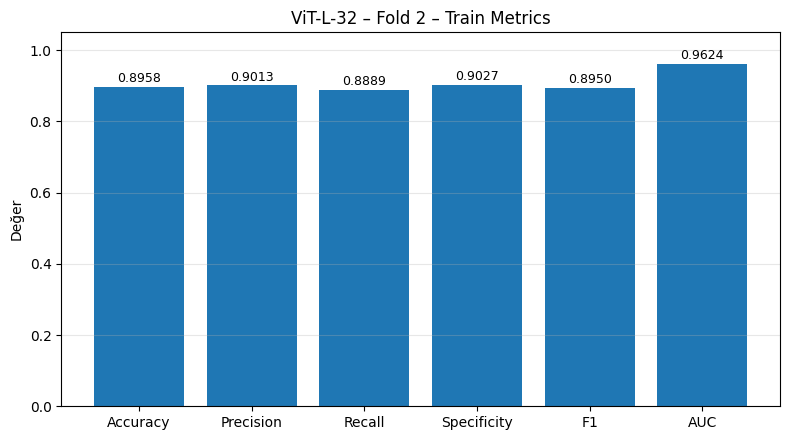 ViT-L-32 – Fold 2 – Train Metrics
Değer
1.0
0.8
0.6
0.4
0.2
0.0
0.8958
0.9013
0.8889
0.9027
0.8950
0.9624
Accuracy
Precision
Recall
Specificity
F1
AUC